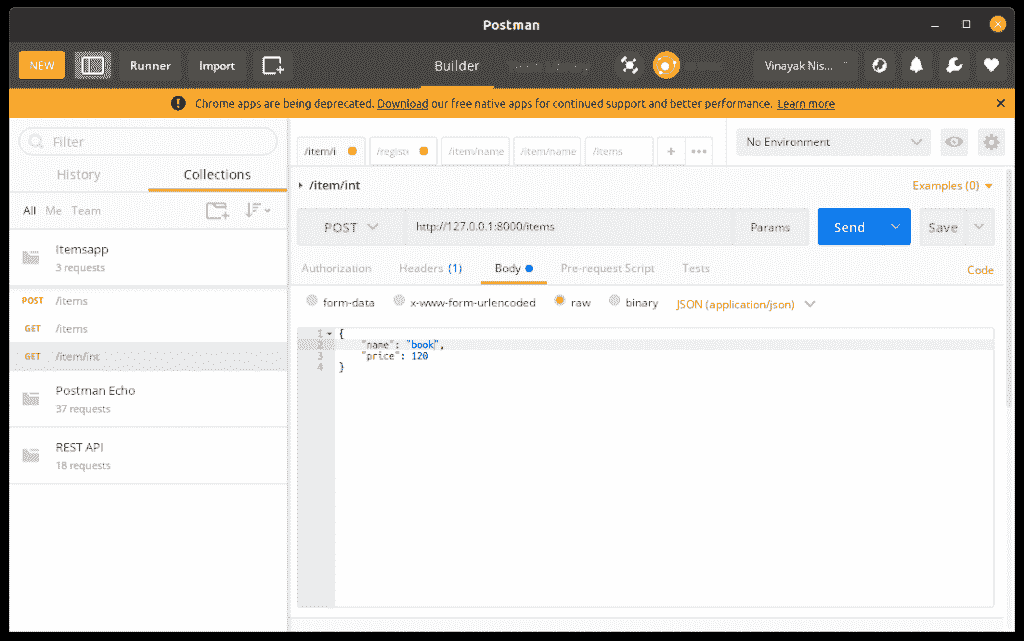 Postman
NEW Runner Import Builder Vinayak Nis...
Chrome apps are being deprecated. Download our free native apps for continued support and better performance. Learn more
Filter
History Collections
All Me Team
Itemsapp
3 requests
POST /items
GET /items
GET /item/int
Postman Echo
37 requests
REST API
18 requests
/item/i /registe /item/name /item/name /items + •••
No Environment
/item/int
Examples (0)
POST http://127.0.0.1:8000/items Params Send Save
Authorization Headers (1) Body Pre-request Script Tests Code
form-data x-www-form-urlencoded raw binary JSON (application/json)
1 {
2 "name": "book",
3 "price": 120
4 }